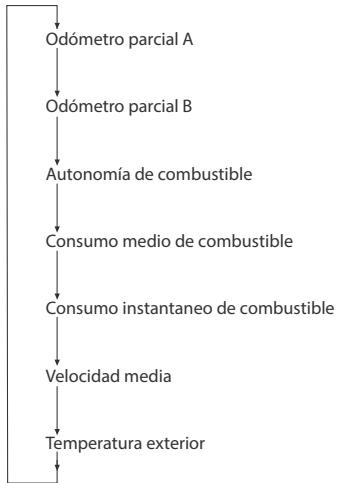 Odómetro parcial A
Odómetro parcial B
Autonomía de combustible
Consumo medio de combustible
Consumo instantaneo de combustible
Velocidad media
Temperatura exterior